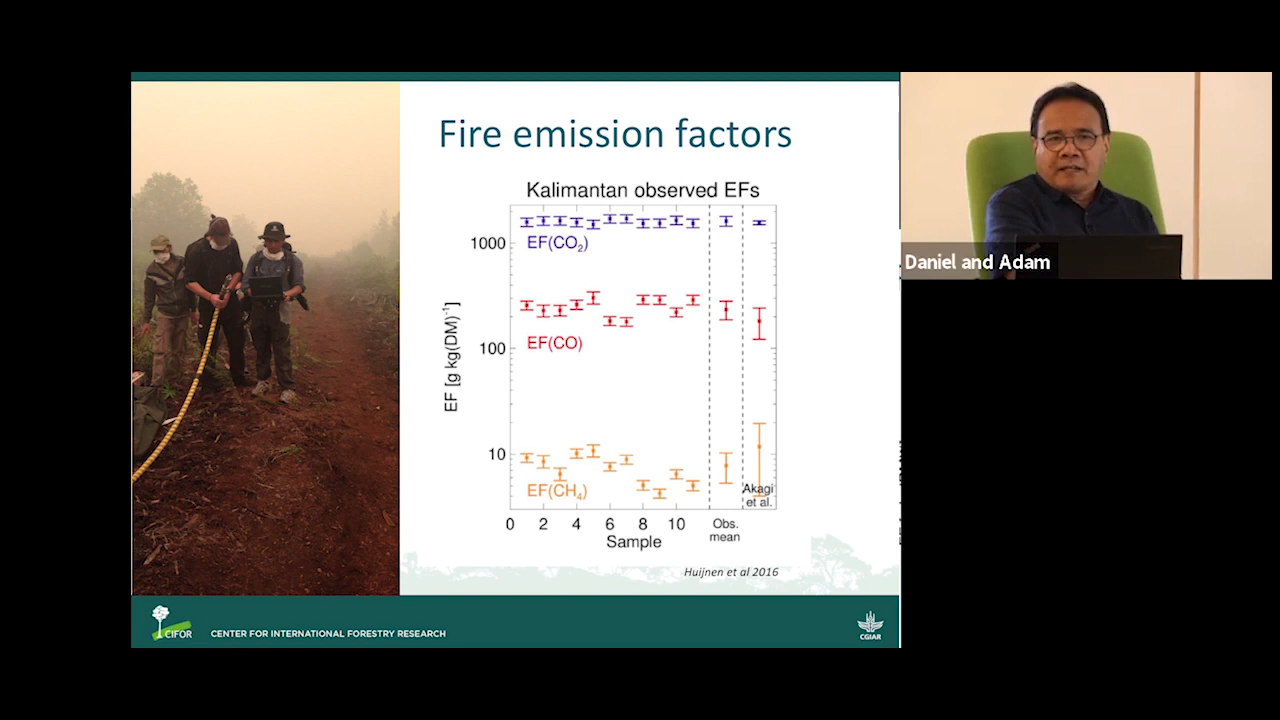 Fire emission factors
Kalimantan observed EFs
EF [g kg(DM)⁻¹]
1000
100
10
EF(CO₂)
EF(CO)
EF(CH₄)
Akagi
et al.
0 2 4 6 8 10
Obs.
mean
Sample
Huijnen et al 2016
CIFOR
CENTER FOR INTERNATIONAL FORESTRY RESEARCH
CGIAR
Daniel and Adam